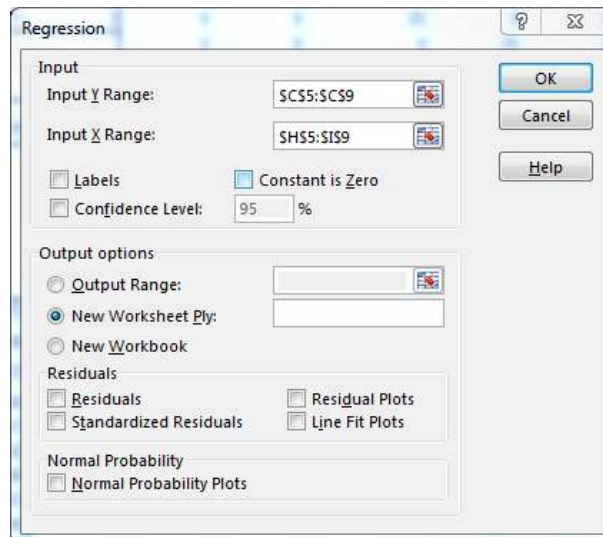 Regression
Input
Input Y Range:
$C$5:$C$9
Input X Range:
$H$5:$I$9
Labels
Constant is Zero
Confidence Level:
95 %
OK
Cancel
Help
Output options
Output Range:
New Worksheet Ply:
New Workbook
Residuals
Residuals
Residual Plots
Standardized Residuals
Line Fit Plots
Normal Probability
Normal Probability Plots